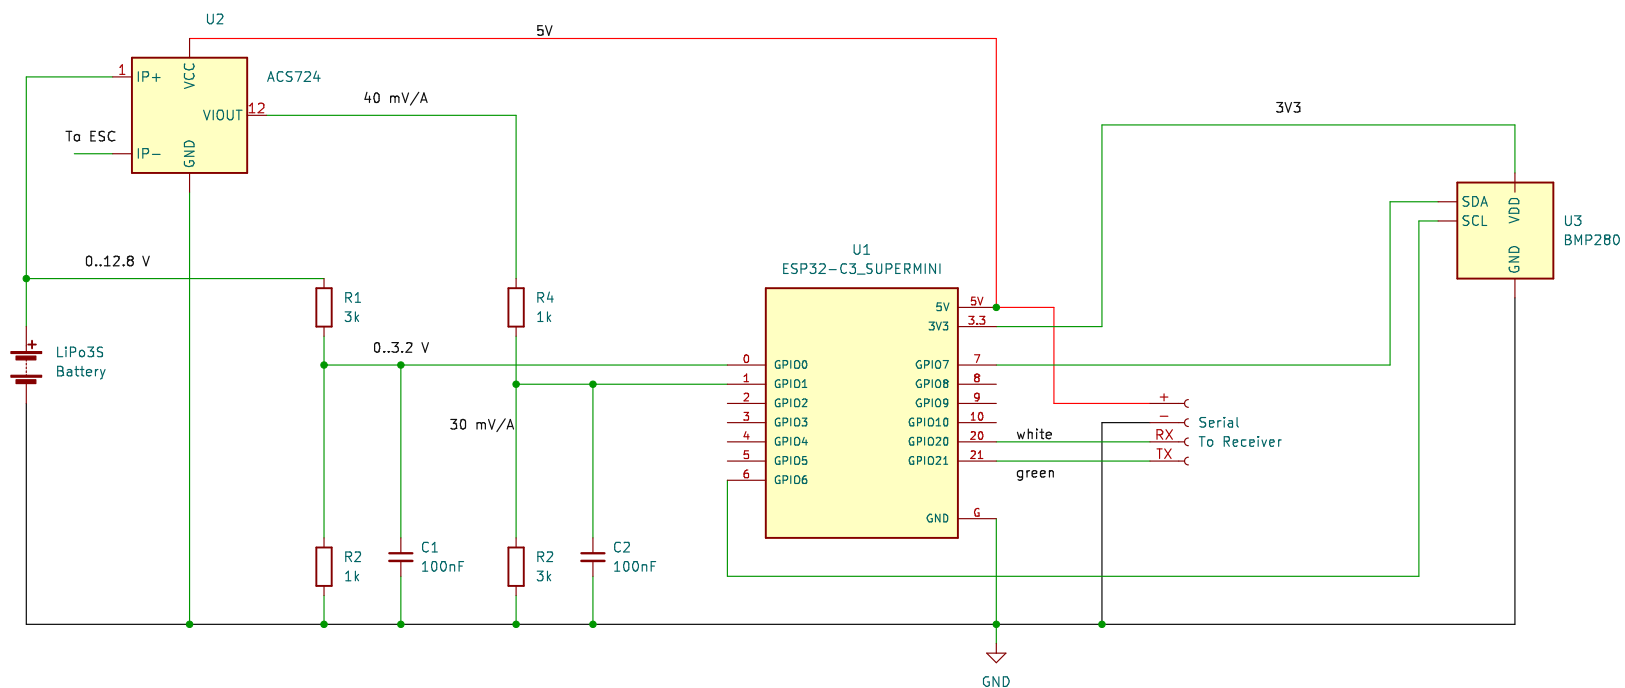 U2
5V
1
IP+
VCC
ACS724
VIOUT
12
40 mV/A
To ESC
IP-
GND
3V3
SDA
SCL
VDD
GND
U3
BMP280
0..12.8 V
R1
3k
R4
1k
0..3.2 V
LiPo3S
Battery
U1
ESP32-C3_SUPERMINI
5V
5V
3V3
3.3
0
GPIO0
GPIO7
7
1
GPIO1
GPIO8
8
2
GPIO2
GPIO9
9
3
GPIO3
GPIO10
10
4
GPIO4
GPIO20
20
5
GPIO5
GPIO21
21
6
GPIO6
GND
G
30 mV/A
white
green
+
-
RX
TX
Serial
To Receiver
R2
1k
C1
100nF
R2
3k
C2
100nF
GND